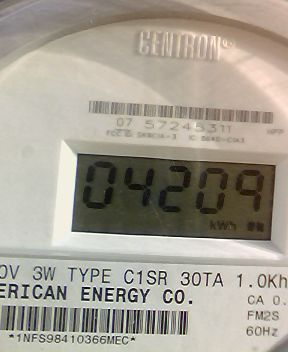 CENTRON®
07 57245311
04209
kWh
0V 3W TYPE C1SR 30TA 1.0Kh
ERICAN ENERGY CO.
CA 0.
FM2S
*1NFS98410366MEC*
60Hz